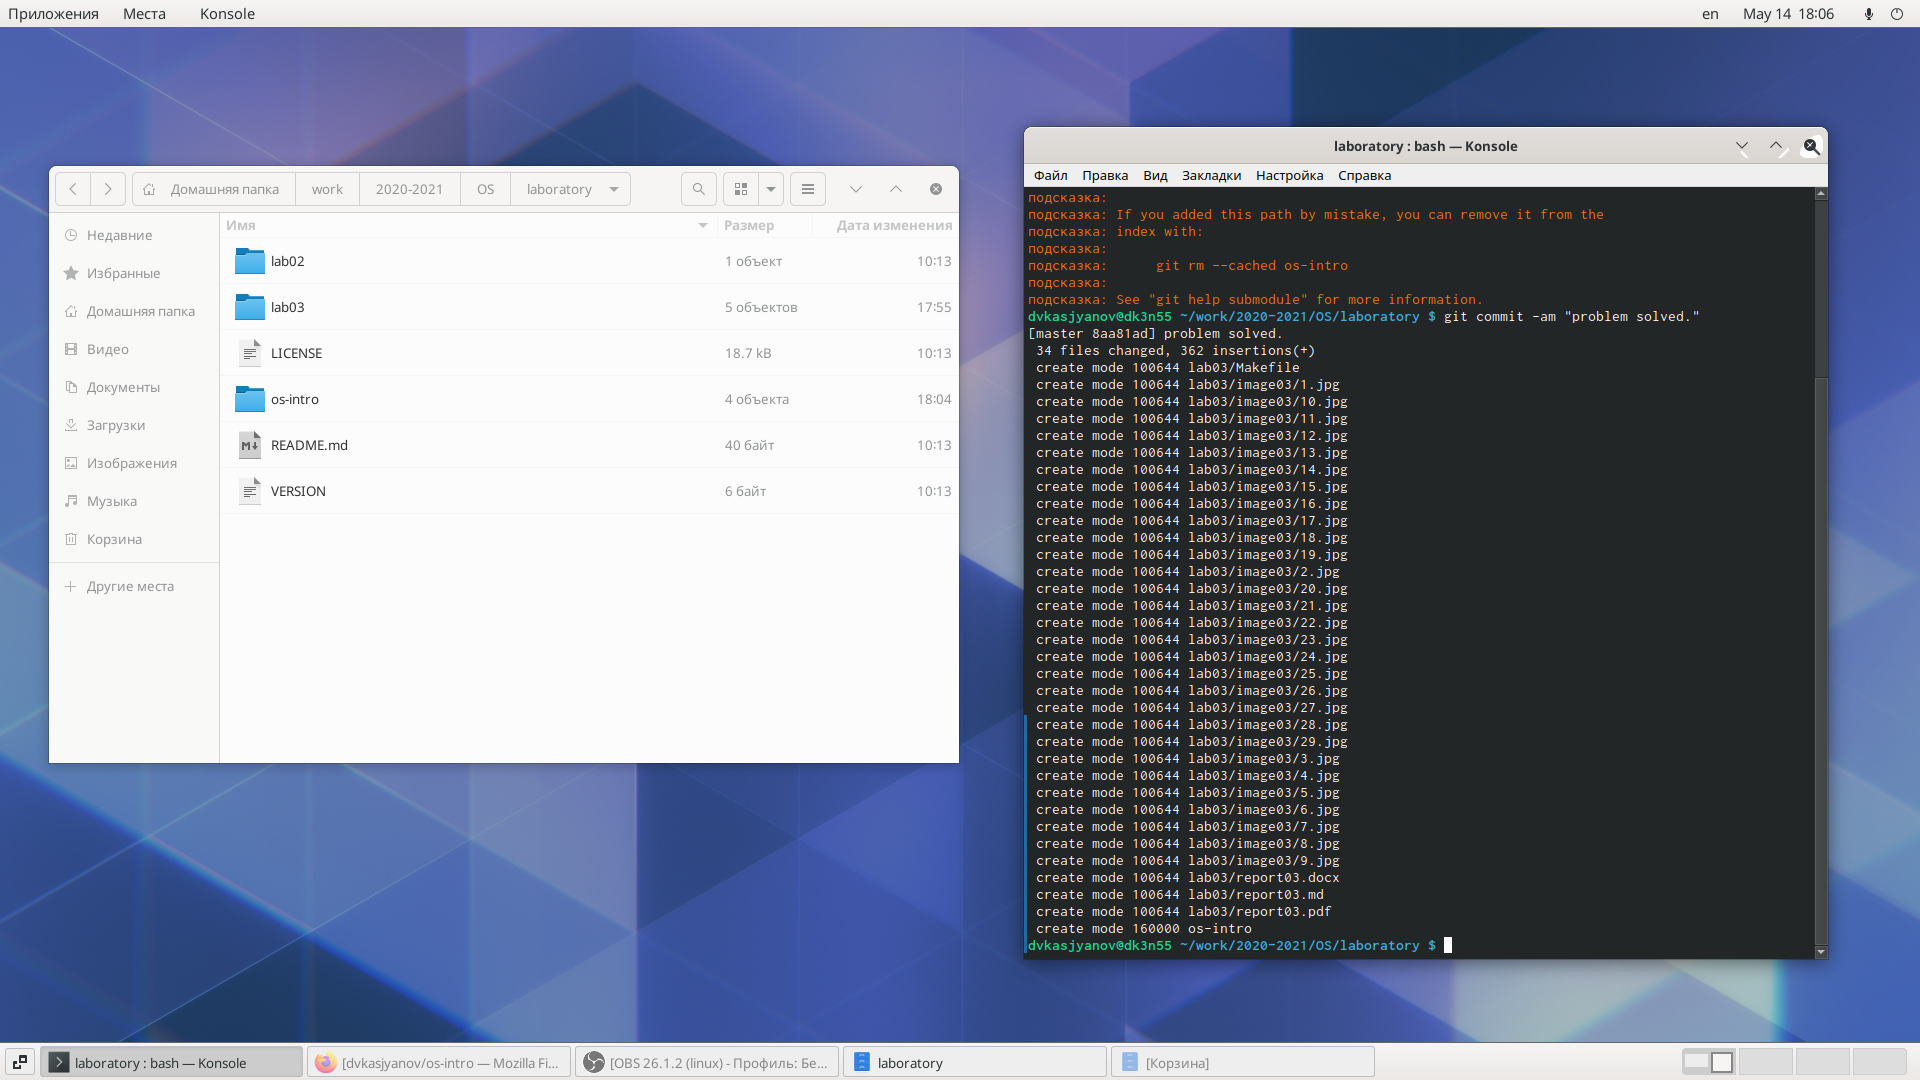 Приложения Места Konsole en May 14 18:06
Домашняя папка work 2020-2021 OS laboratory
Имя Размер Дата изменения
Недавние
Избранные
Домашняя папка
Видео
Документы
Загрузки
Изображения
Музыка
Корзина
Другие места
lab02 1 объект 10:13
lab03 5 объектов 17:55
LICENSE 18.7 kB 10:13
os-intro 4 объекта 18:04
README.md 40 байт 10:13
VERSION 6 байт 10:13
laboratory : bash — Konsole
Файл Правка Вид Закладки Настройка Справка
подсказка:
подсказка: If you added this path by mistake, you can remove it from the
подсказка: index with:
подсказка:
подсказка:      git rm --cached os-intro
подсказка:
подсказка: See "git help submodule" for more information.
dvkasjyanov@dk3n55 ~/work/2020-2021/OS/laboratory $ git commit -am "problem solved."
[master 8aa81ad] problem solved.
34 files changed, 362 insertions(+)
create mode 100644 lab03/Makefile
create mode 100644 lab03/image03/1.jpg
create mode 100644 lab03/image03/10.jpg
create mode 100644 lab03/image03/11.jpg
create mode 100644 lab03/image03/12.jpg
create mode 100644 lab03/image03/13.jpg
create mode 100644 lab03/image03/14.jpg
create mode 100644 lab03/image03/15.jpg
create mode 100644 lab03/image03/16.jpg
create mode 100644 lab03/image03/17.jpg
create mode 100644 lab03/image03/18.jpg
create mode 100644 lab03/image03/19.jpg
create mode 100644 lab03/image03/2.jpg
create mode 100644 lab03/image03/20.jpg
create mode 100644 lab03/image03/21.jpg
create mode 100644 lab03/image03/22.jpg
create mode 100644 lab03/image03/23.jpg
create mode 100644 lab03/image03/24.jpg
create mode 100644 lab03/image03/25.jpg
create mode 100644 lab03/image03/26.jpg
create mode 100644 lab03/image03/27.jpg
create mode 100644 lab03/image03/28.jpg
create mode 100644 lab03/image03/29.jpg
create mode 100644 lab03/image03/3.jpg
create mode 100644 lab03/image03/4.jpg
create mode 100644 lab03/image03/5.jpg
create mode 100644 lab03/image03/6.jpg
create mode 100644 lab03/image03/7.jpg
create mode 100644 lab03/image03/8.jpg
create mode 100644 lab03/image03/9.jpg
create mode 100644 lab03/report03.docx
create mode 100644 lab03/report03.md
create mode 100644 lab03/report03.pdf
create mode 160000 os-intro
dvkasjyanov@dk3n55 ~/work/2020-2021/OS/laboratory $
laboratory : bash — Konsole [dvkasjyanov/os-intro — Mozilla Fi... [OBS 26.1.2 (linux) - Профиль: Бе... laboratory [Корзина]